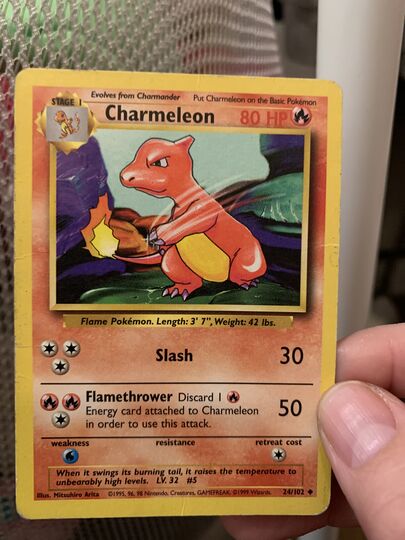 Evolves from Charmander Put Charmeleon on the Basic Pokémon
STAGE 1
Charmeleon 80 HP
Flame Pokémon. Length: 3' 7", Weight: 42 lbs.
Slash 30
Flamethrower Discard 1
Energy card attached to Charmeleon
in order to use this attack.
50
weakness resistance retreat cost
When it swings its burning tail, it raises the temperature to
unbearably high levels. LV. 32 #5
Illus. Mitsuhiro Arita ©1995, 96, 98 Nintendo, Creatures, GAMEFREAK. ©1999 Wizards. 24/102